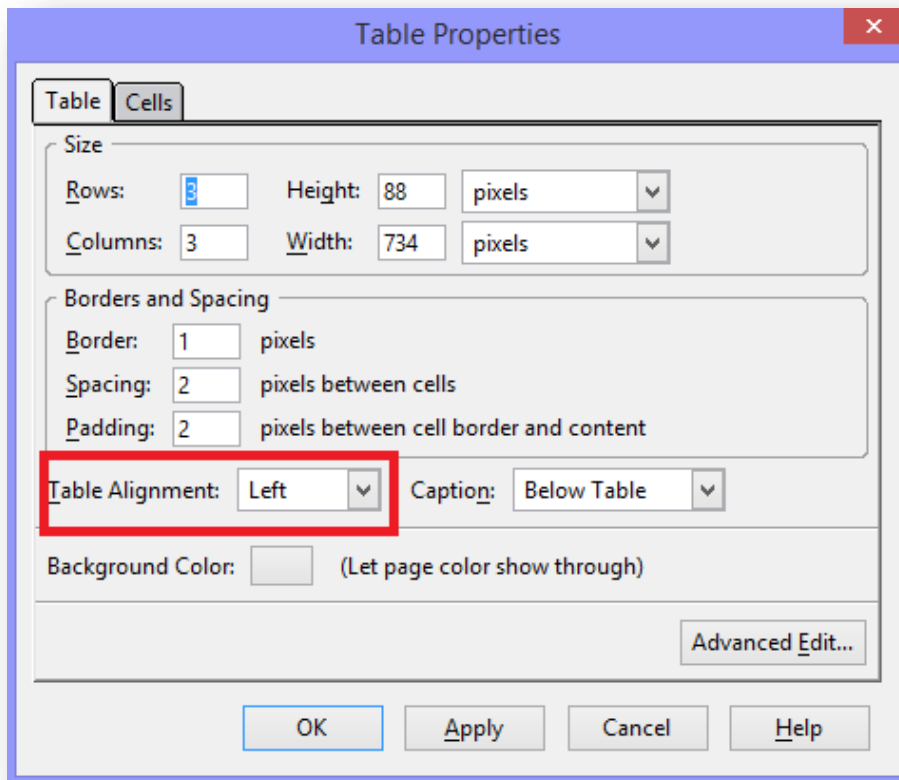 Table Properties
Table Cells
Size
Rows: 3 Height: 88 pixels
Columns: 3 Width: 734 pixels
Borders and Spacing
Border: 1 pixels
Spacing: 2 pixels between cells
Padding: 2 pixels between cell border and content
Table Alignment: Left Caption: Below Table
Background Color: (Let page color show through)
Advanced Edit...
OK Apply Cancel Help